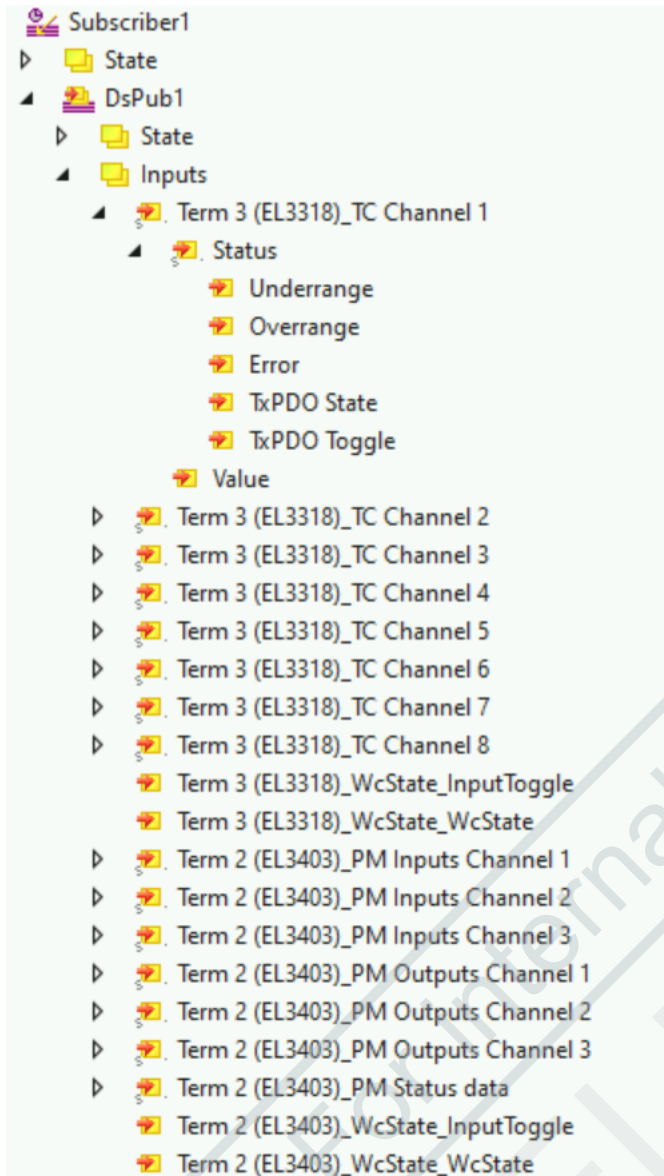 Subscriber1
State
DsPub1
State
Inputs
Term 3 (EL3318)_TC Channel 1
Status
Underrange
Overrange
Error
TxPDO State
TxPDO Toggle
Value
Term 3 (EL3318)_TC Channel 2
Term 3 (EL3318)_TC Channel 3
Term 3 (EL3318)_TC Channel 4
Term 3 (EL3318)_TC Channel 5
Term 3 (EL3318)_TC Channel 6
Term 3 (EL3318)_TC Channel 7
Term 3 (EL3318)_TC Channel 8
Term 3 (EL3318)_WcState_InputToggle
Term 3 (EL3318)_WcState_WcState
Term 2 (EL3403)_PM Inputs Channel 1
Term 2 (EL3403)_PM Inputs Channel 2
Term 2 (EL3403)_PM Inputs Channel 3
Term 2 (EL3403)_PM Outputs Channel 1
Term 2 (EL3403)_PM Outputs Channel 2
Term 2 (EL3403)_PM Outputs Channel 3
Term 2 (EL3403)_PM Status data
Term 2 (EL3403)_WcState_InputToggle
Term 2 (EL3403)_WcState_WcState
For Internal